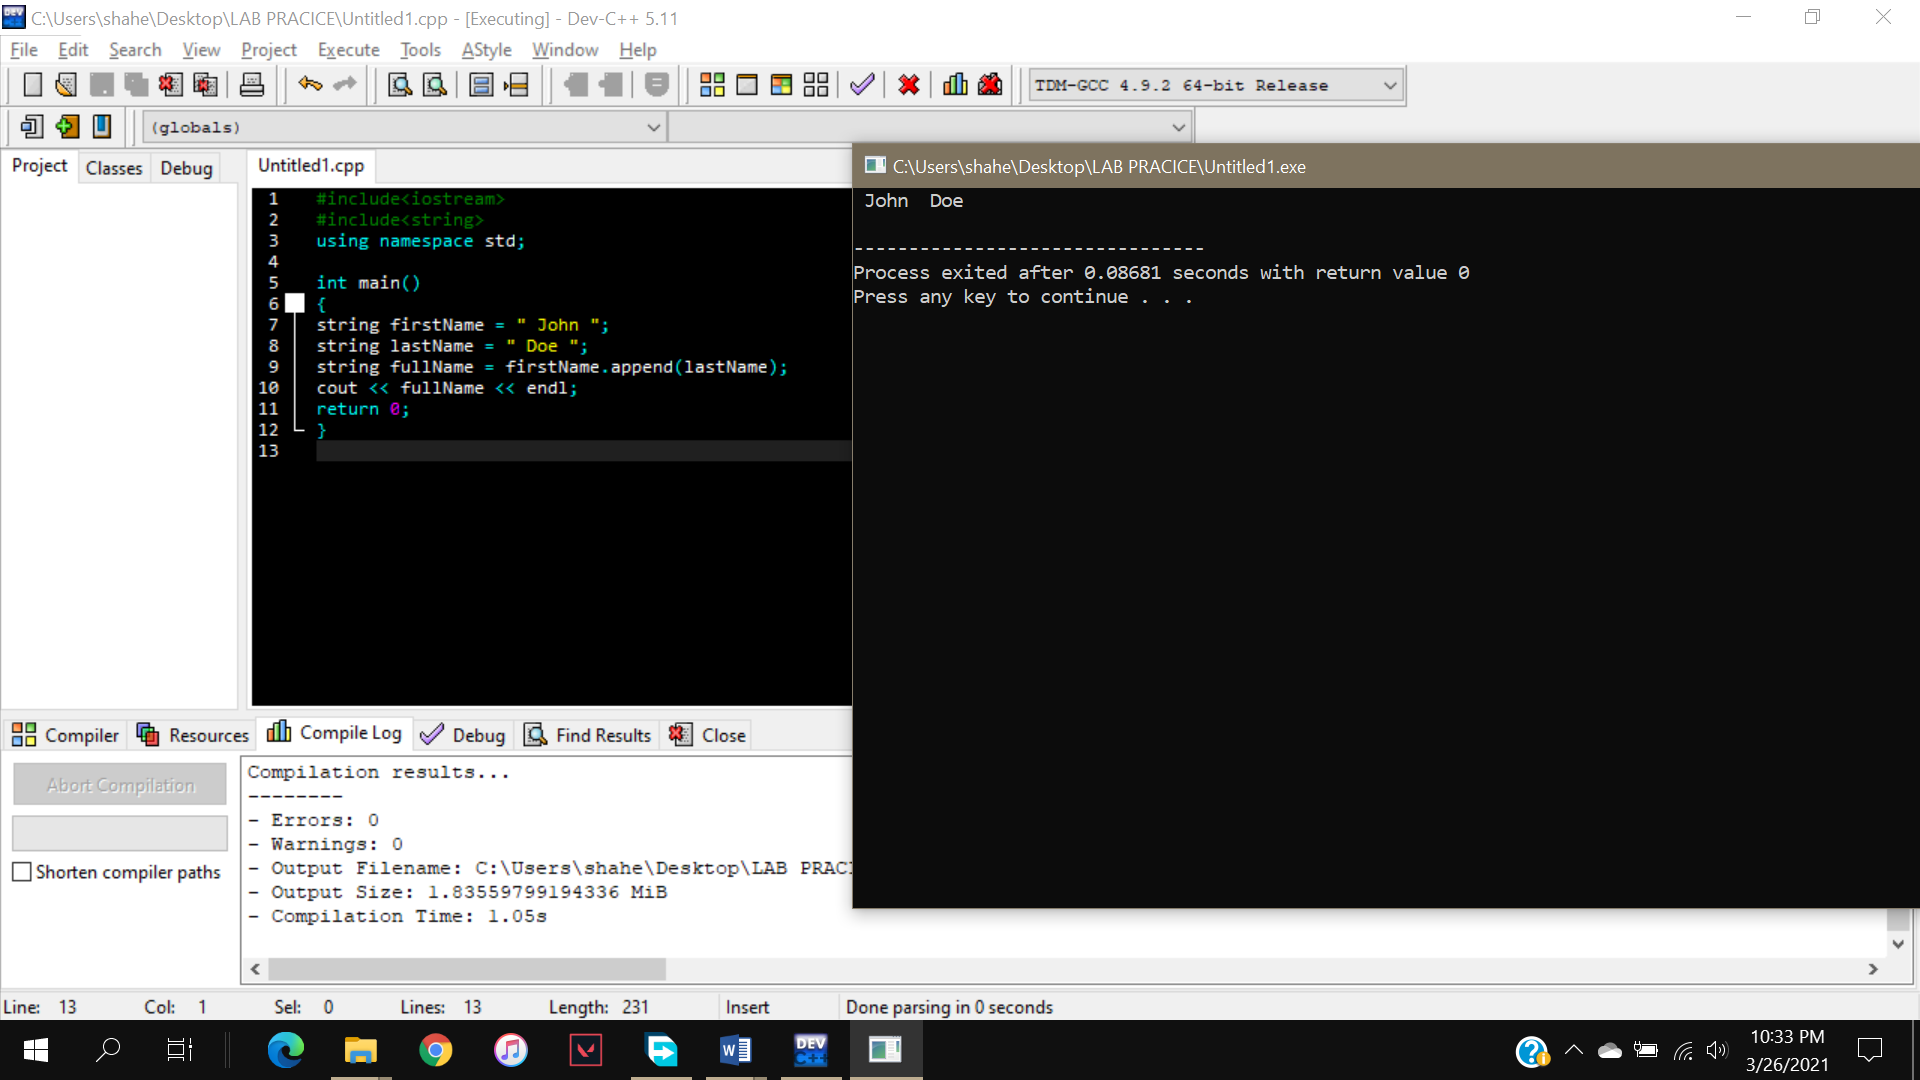 C:\Users\shahe\Desktop\LAB PRACICE\Untitled1.cpp - [Executing] - Dev-C++ 5.11
File Edit Search View Project Execute Tools AStyle Window Help
TDM-GCC 4.9.2 64-bit Release
(globals)
Project Classes Debug
Untitled1.cpp
1 #include<iostream>
2 #include<string>
3 using namespace std;
4
5 int main()
6 {
7 string firstName = " John ";
8 string lastName = " Doe ";
9 string fullName = firstName.append(lastName);
10 cout << fullName << endl;
11 return 0;
12 }
13
C:\Users\shahe\Desktop\LAB PRACICE\Untitled1.exe
John  Doe
--------------------------------
Process exited after 0.08681 seconds with return value 0
Press any key to continue . . .
Compiler Resources Compile Log Debug Find Results Close
Abort Compilation
Shorten compiler paths
Compilation results...
--------
- Errors: 0
- Warnings: 0
- Output Filename: C:\Users\shahe\Desktop\LAB PRACI
- Output Size: 1.83559799194336 MiB
- Compilation Time: 1.05s
Line: 13 Col: 1 Sel: 0 Lines: 13 Length: 231 Insert Done parsing in 0 seconds
DEV C++
10:33 PM
3/26/2021